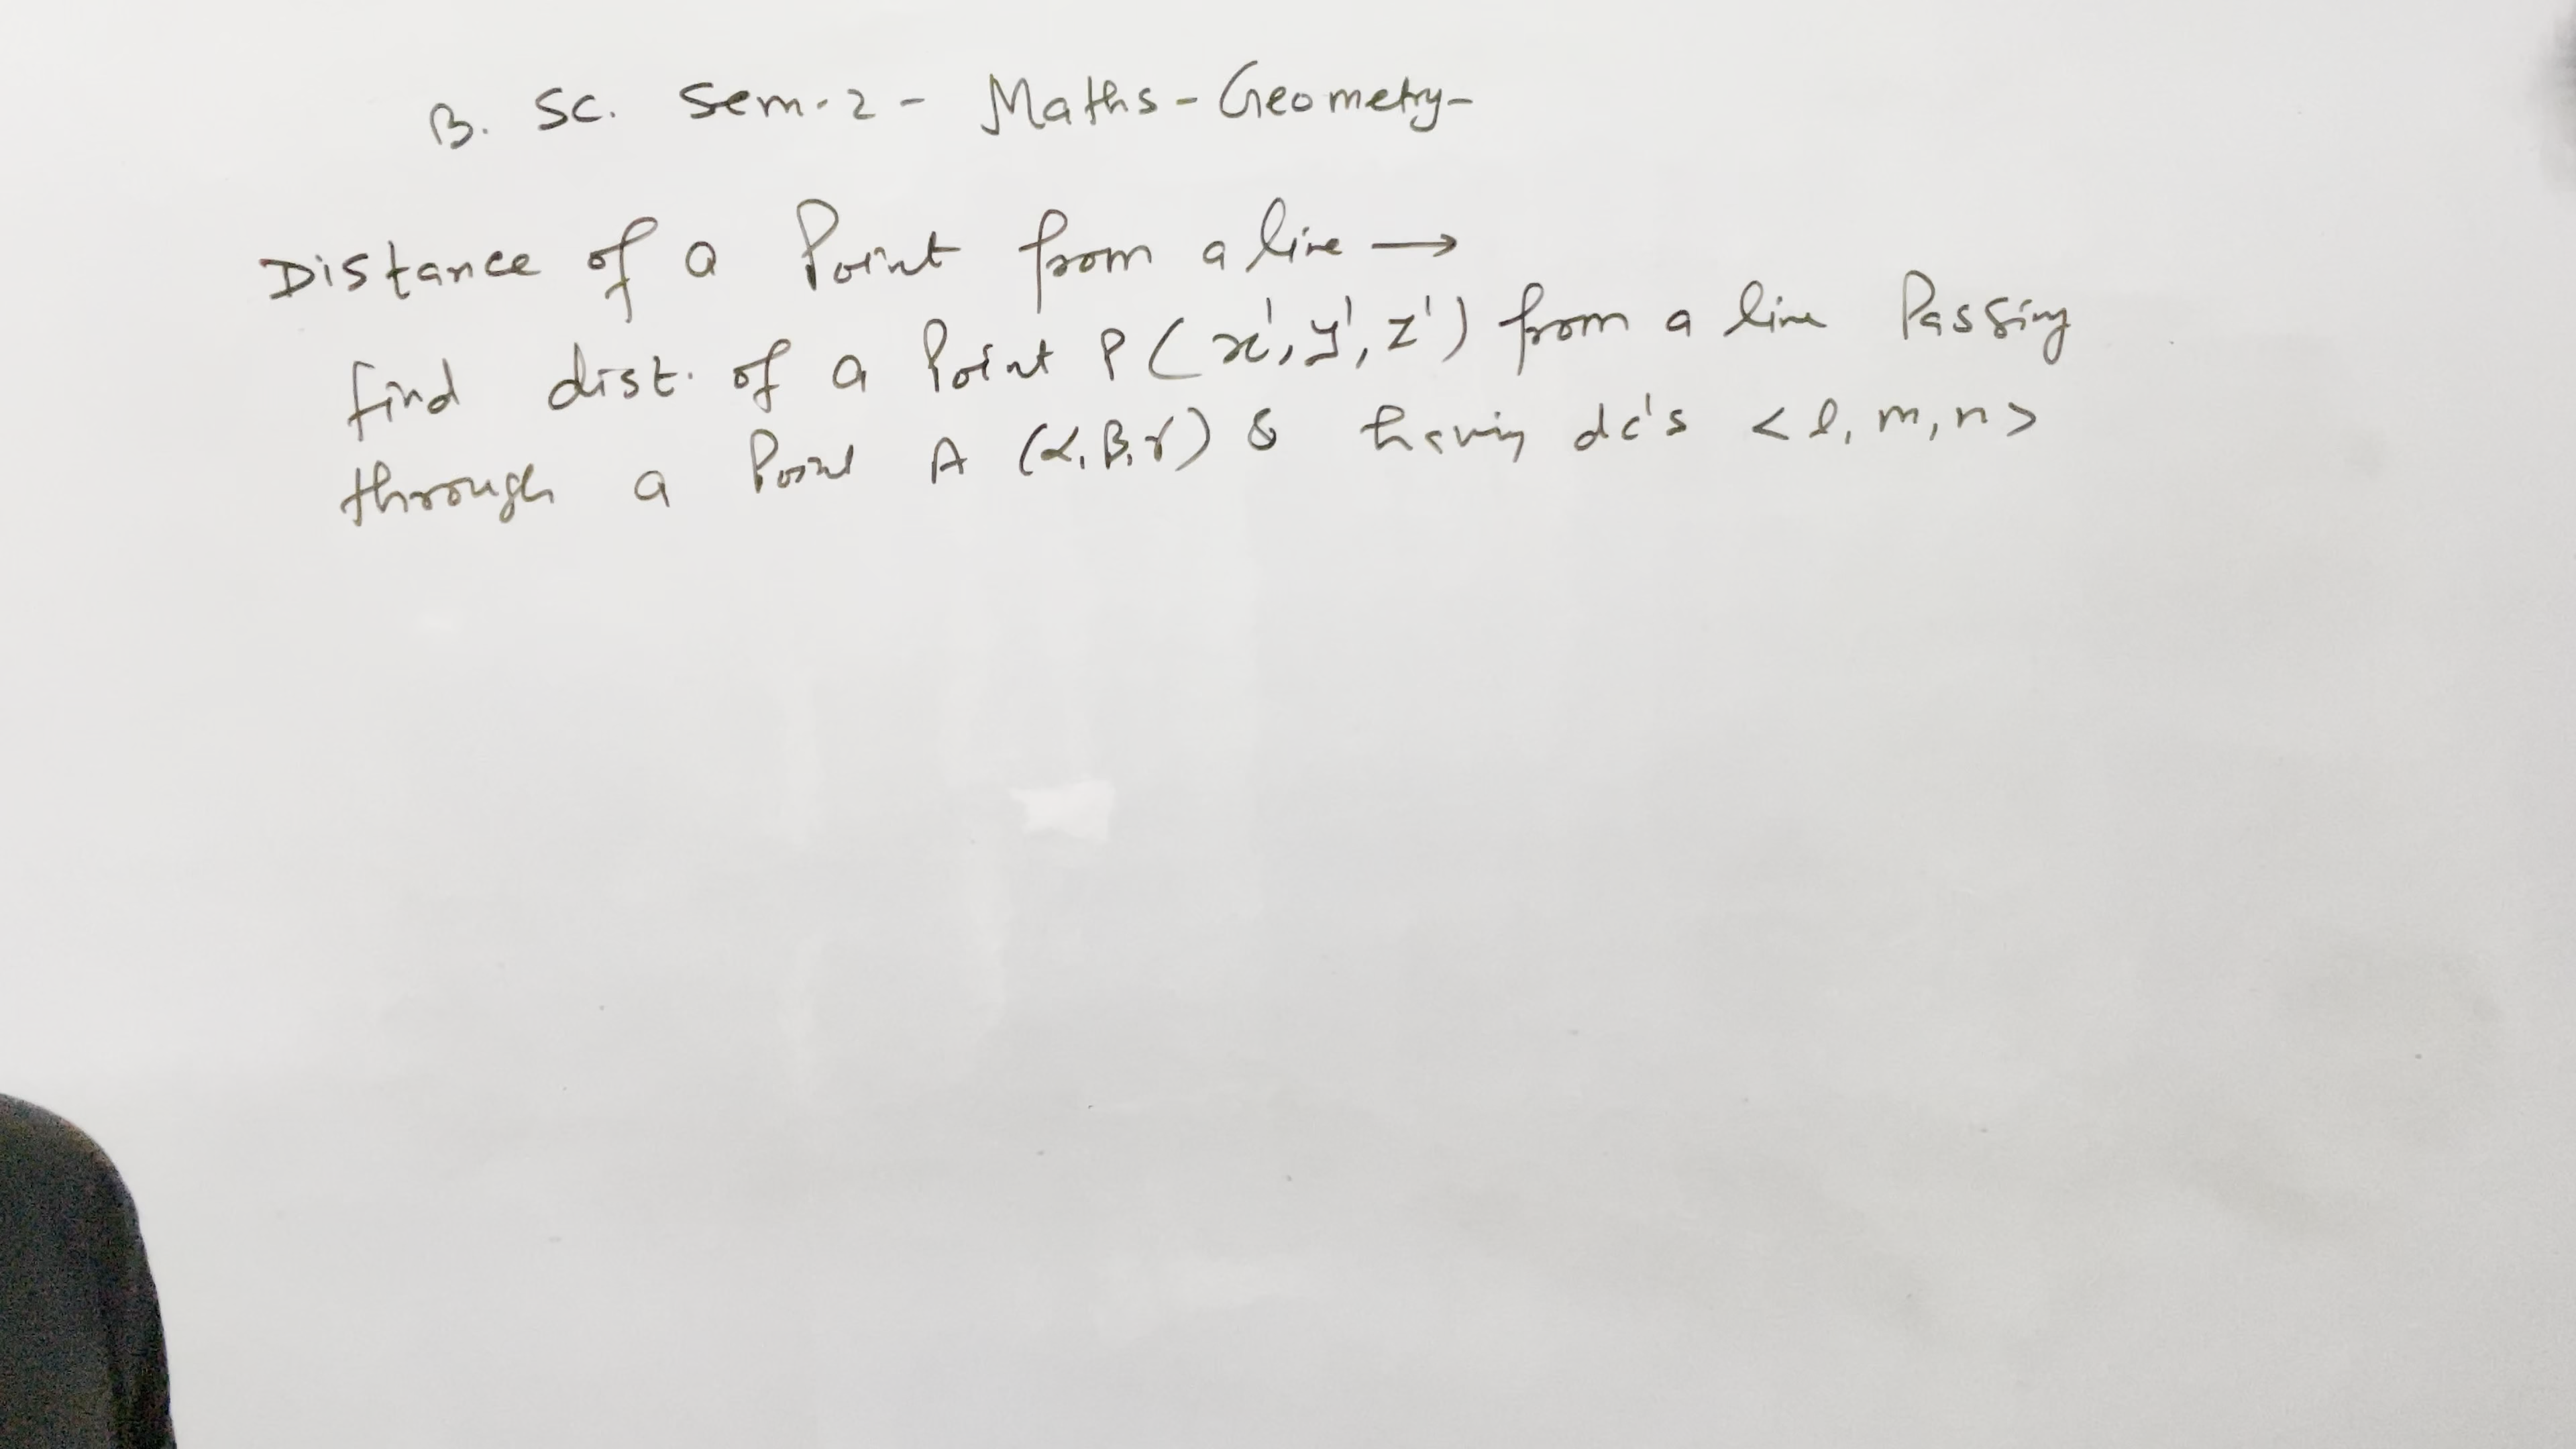 B. Sc. Sem-2 - Maths - Geometry-
Distance of a Point from a line →
find dist. of a Point P(x', y', z') from a line Passing
through a Point A (α, β, γ) & having dc's <l, m, n>